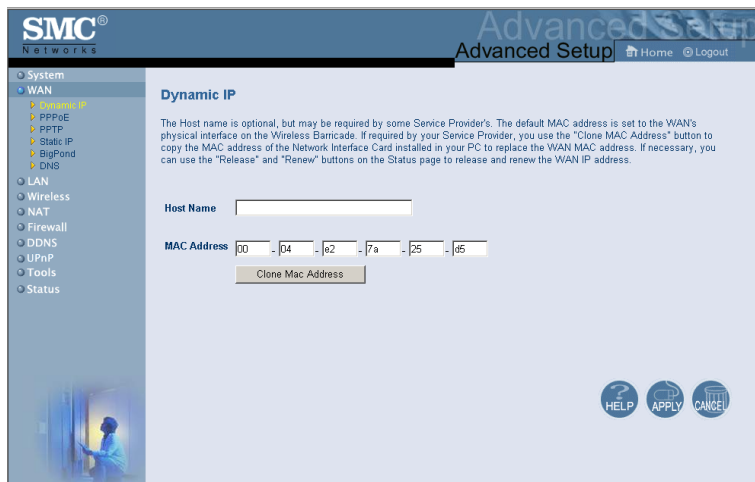 SMC®
Networks
Advanced Setup
Advanced Setup
Home
Logout
System
WAN
Dynamic IP
PPPoE
PPTP
Static IP
BigPond
DNS
LAN
Wireless
NAT
Firewall
DDNS
UPnP
Tools
Status
Dynamic IP
The Host name is optional, but may be required by some Service Provider's. The default MAC address is set to the WAN's
physical interface on the Wireless Barricade. If required by your Service Provider, you use the "Clone MAC Address" button to
copy the MAC address of the Network Interface Card installed in your PC to replace the WAN MAC address. If necessary, you
can use the "Release" and "Renew" buttons on the Status page to release and renew the WAN IP address.
Host Name
MAC Address 00 - 04 - e2 - 7a - 25 - d5
Clone Mac Address
HELP APPLY CANCEL